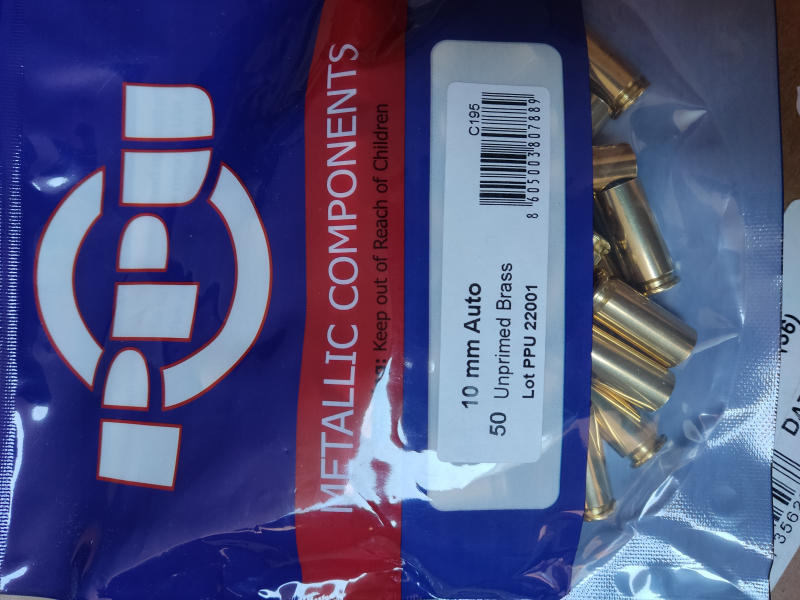 PPU
METALLIC COMPONENTS
Keep out of Reach of Children
C195
8 605003 807889
10 mm Auto
50 Unprimed Brass
Lot PPU 22001